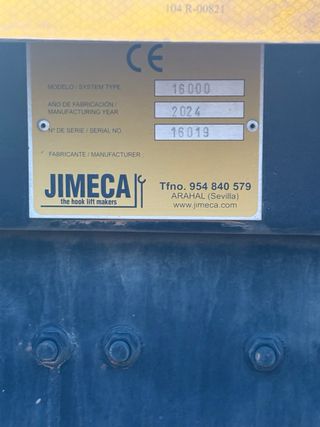 104 R-00821
CE
MODELO / SYSTEM TYPE 16000
AÑO DE FABRICACIÓN /
MANUFACTURING YEAR 2024
Nº DE SERIE / SERIAL NO. 16019
FABRICANTE / MANUFACTURER
JIMECA
the hook lift makers
Tfno. 954 840 579
ARAHAL (Sevilla)
www.jimeca.com